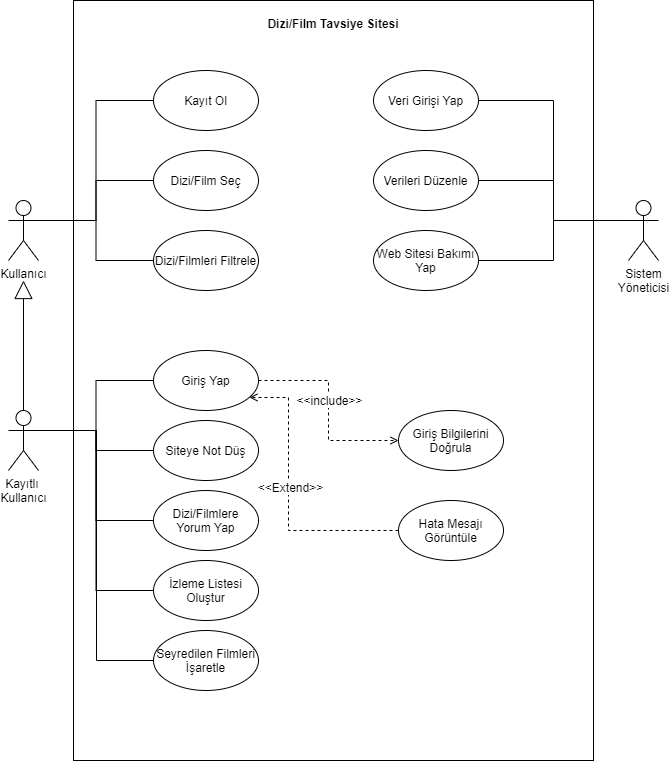 Dizi/Film Tavsiye Sitesi
Kayıt Ol
Veri Girişi Yap
Dizi/Film Seç
Verileri Düzenle
Dizi/Filmleri Filtrele
Web Sitesi Bakımı
Yap
Kullanıcı
Sistem
Yöneticisi
Giriş Yap
<<include>>
Giriş Bilgilerini
Doğrula
Siteye Not Düş
Kayıtlı
Kullanıcı
<<Extend>>
Dizi/Filmlere
Yorum Yap
Hata Mesajı
Görüntüle
İzleme Listesi
Oluştur
Seyredilen Filmleri
İşaretle